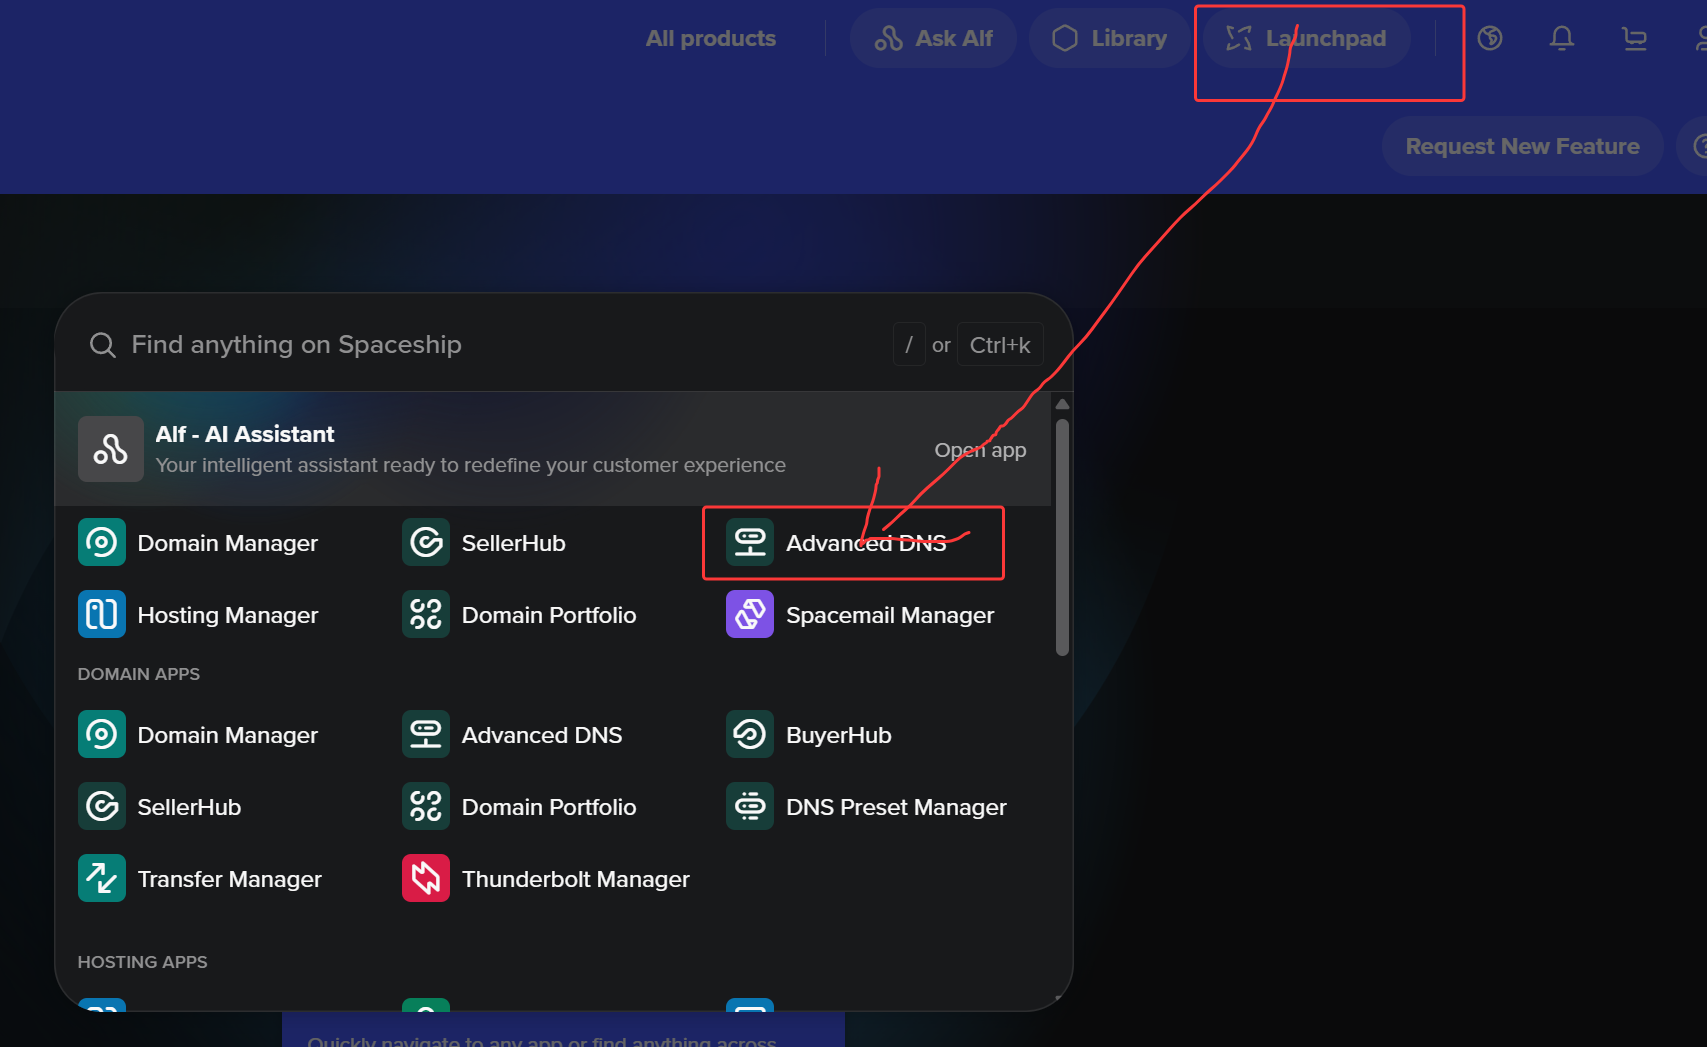 All products
Ask Alf
Library
Launchpad
Request New Feature
Find anything on Spaceship
/ or Ctrl+k
Alf - AI Assistant
Your intelligent assistant ready to redefine your customer experience
Open app
Domain Manager
SellerHub
Advanced DNS
Hosting Manager
Domain Portfolio
Spacemail Manager
DOMAIN APPS
Domain Manager
Advanced DNS
BuyerHub
SellerHub
Domain Portfolio
DNS Preset Manager
Transfer Manager
Thunderbolt Manager
HOSTING APPS
Quickly navigate to any app or find anything across